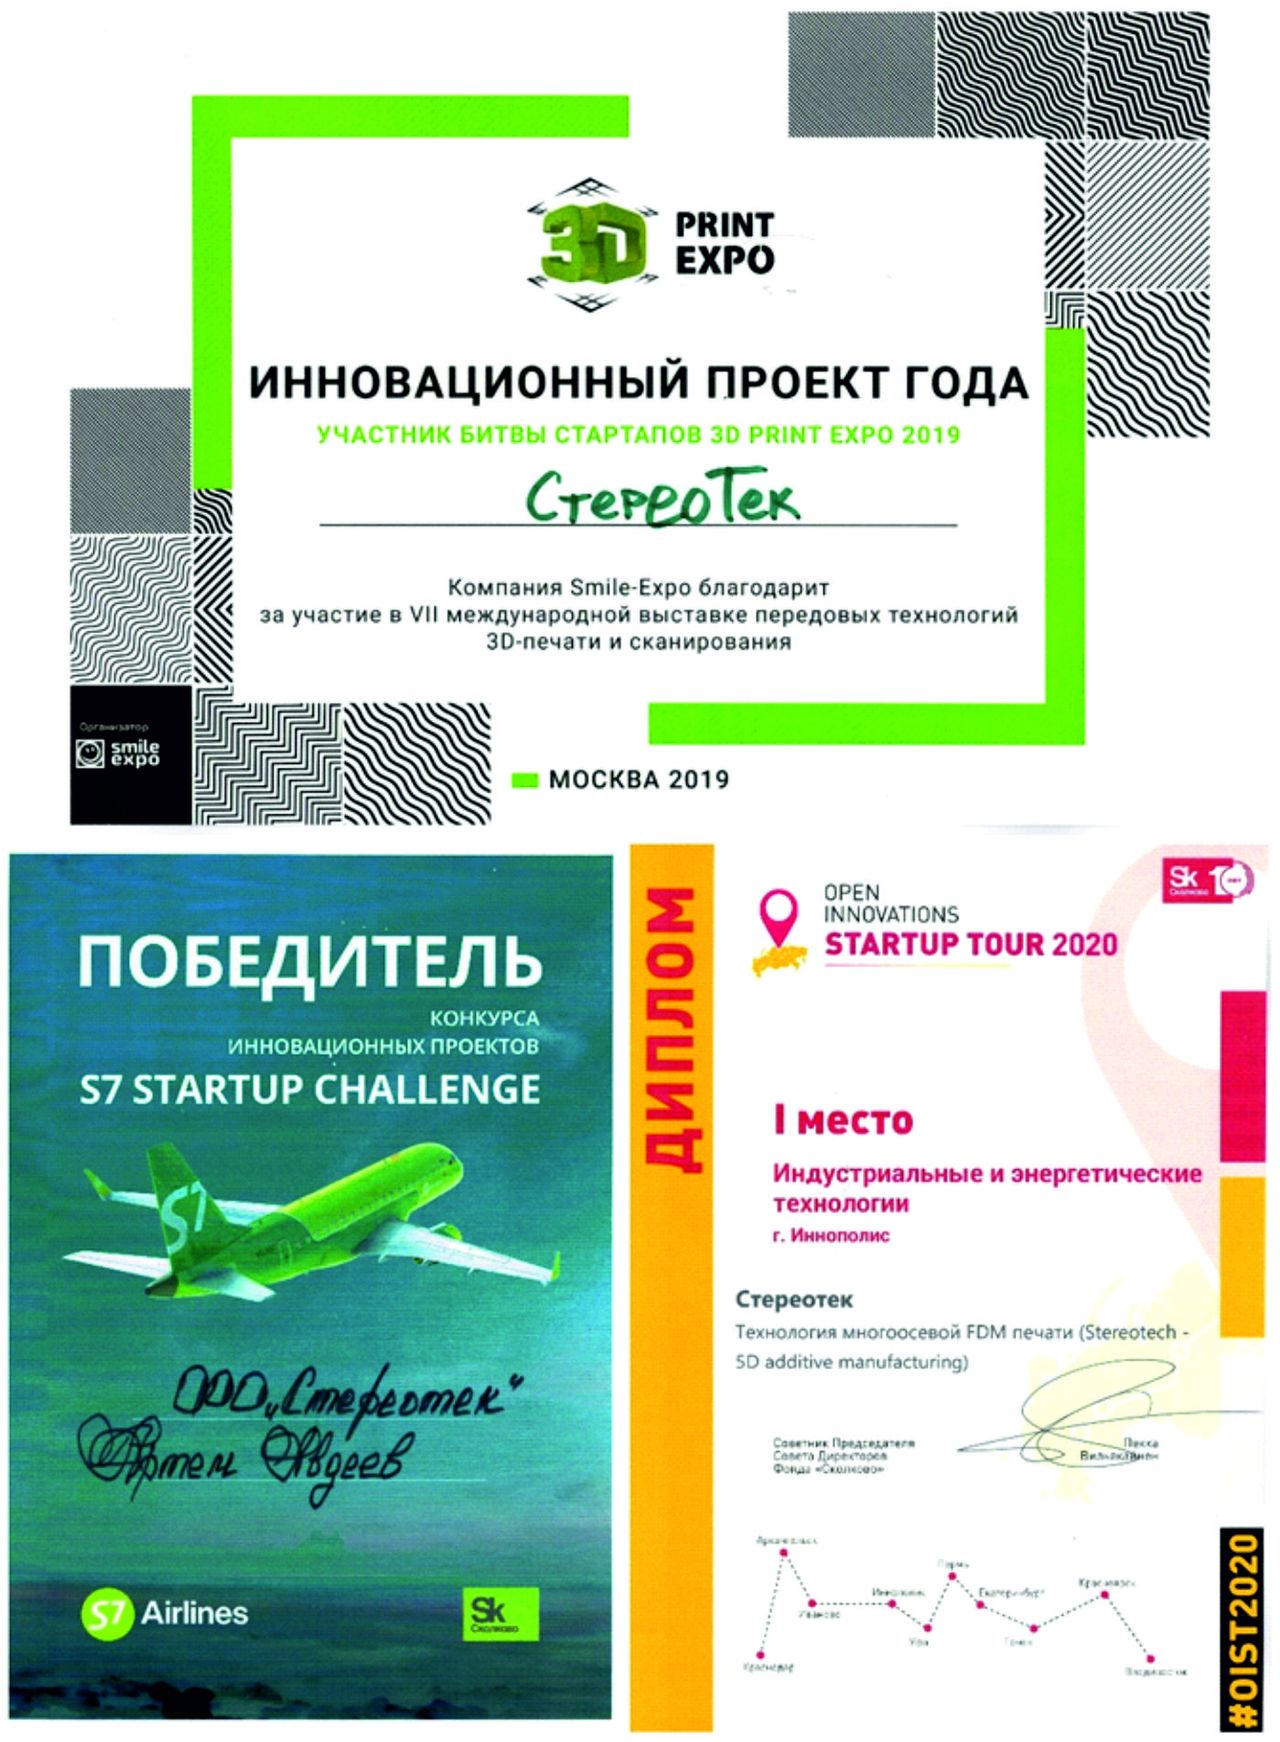 3D PRINT
EXPO
ИННОВАЦИОННЫЙ ПРОЕКТ ГОДА
УЧАСТНИК БИТВЫ СТАРТАПОВ 3D PRINT EXPO 2019
СтереоТек
Компания Smile-Expo благодарит
за участие в VII международной выставке передовых технологий
3D-печати и сканирования
Организатор
smile
expo
МОСКВА 2019
ПОБЕДИТЕЛЬ
КОНКУРСА
ИННОВАЦИОННЫХ ПРОЕКТОВ
S7 STARTUP CHALLENGE
S7
ООО „Стереотек“
Артем Авдеев
S7 Airlines
Sk
Сколково
ДИПЛОМ
OPEN
INNOVATIONS
STARTUP TOUR 2020
Sk
Сколково
10
I место
Индустриальные и энергетические
технологии
г. Иннополис
Стереотек
Технология многоосевой FDM печати (Stereotech -
5D additive manufacturing)
Советник Председателя
Совета Директоров
Фонда «Сколково»
Пекка
Архангельск
Пермь
Красноярск
Иннополис
Екатеринбург
Иваново
Уфа
Томск
Краснодар
Владивосток
#OIST2020